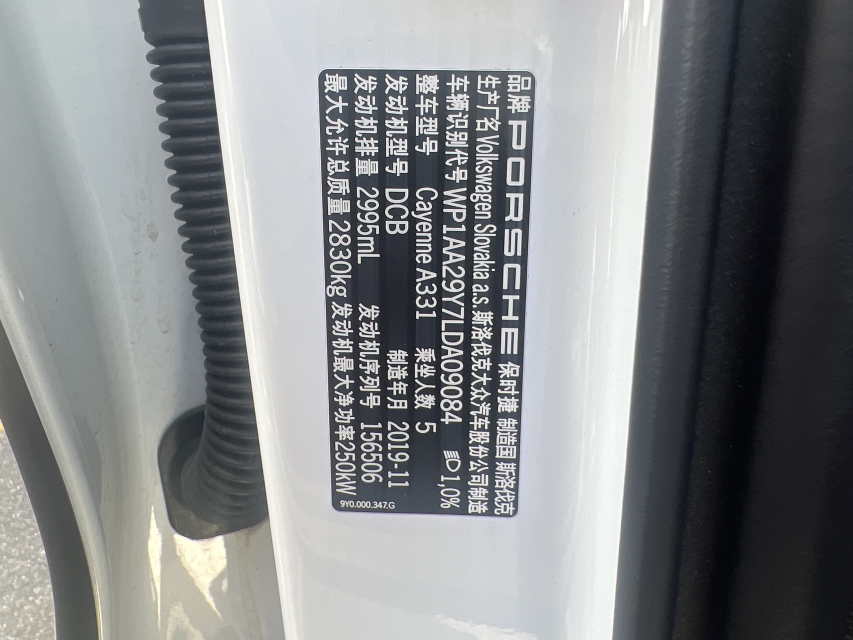 品牌 PORSCHE 保时捷 制造国 斯洛伐克
生产厂名 Volkswagen Slovakia a.s.斯洛伐克大众汽车股份公司制造
车辆识别代号 WP1AA29Y7LDA09084 1,0%
整车型号 Cayenne A331 乘坐人数 5
发动机型号 DCB 制造年月 2019-11
发动机排量 2995mL 发动机序列号 156506
最大允许总质量 2830kg 发动机最大净功率250kW
9Y0.000.347.G